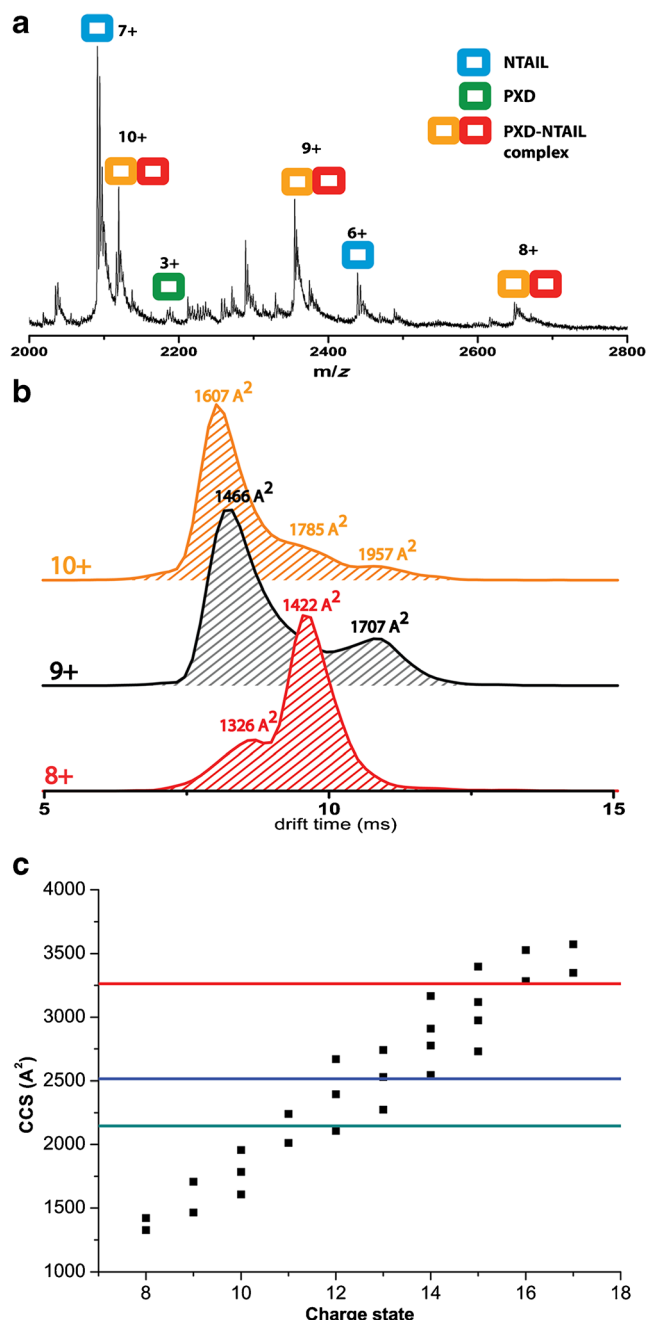 a
7+
NTAIL
PXD
PXD-NTAIL
complex
10+
9+
3+
6+
8+
2000
2200
2400
2600
2800
m/z
b
1607 A²
1466 A²
1785 A²
1957 A²
10+
1422 A²
1707 A²
9+
1326 A²
8+
5
10
15
drift time (ms)
c
4000
3500
3000
2500
2000
1500
1000
CCS (A²)
8
10
12
14
16
18
Charge state